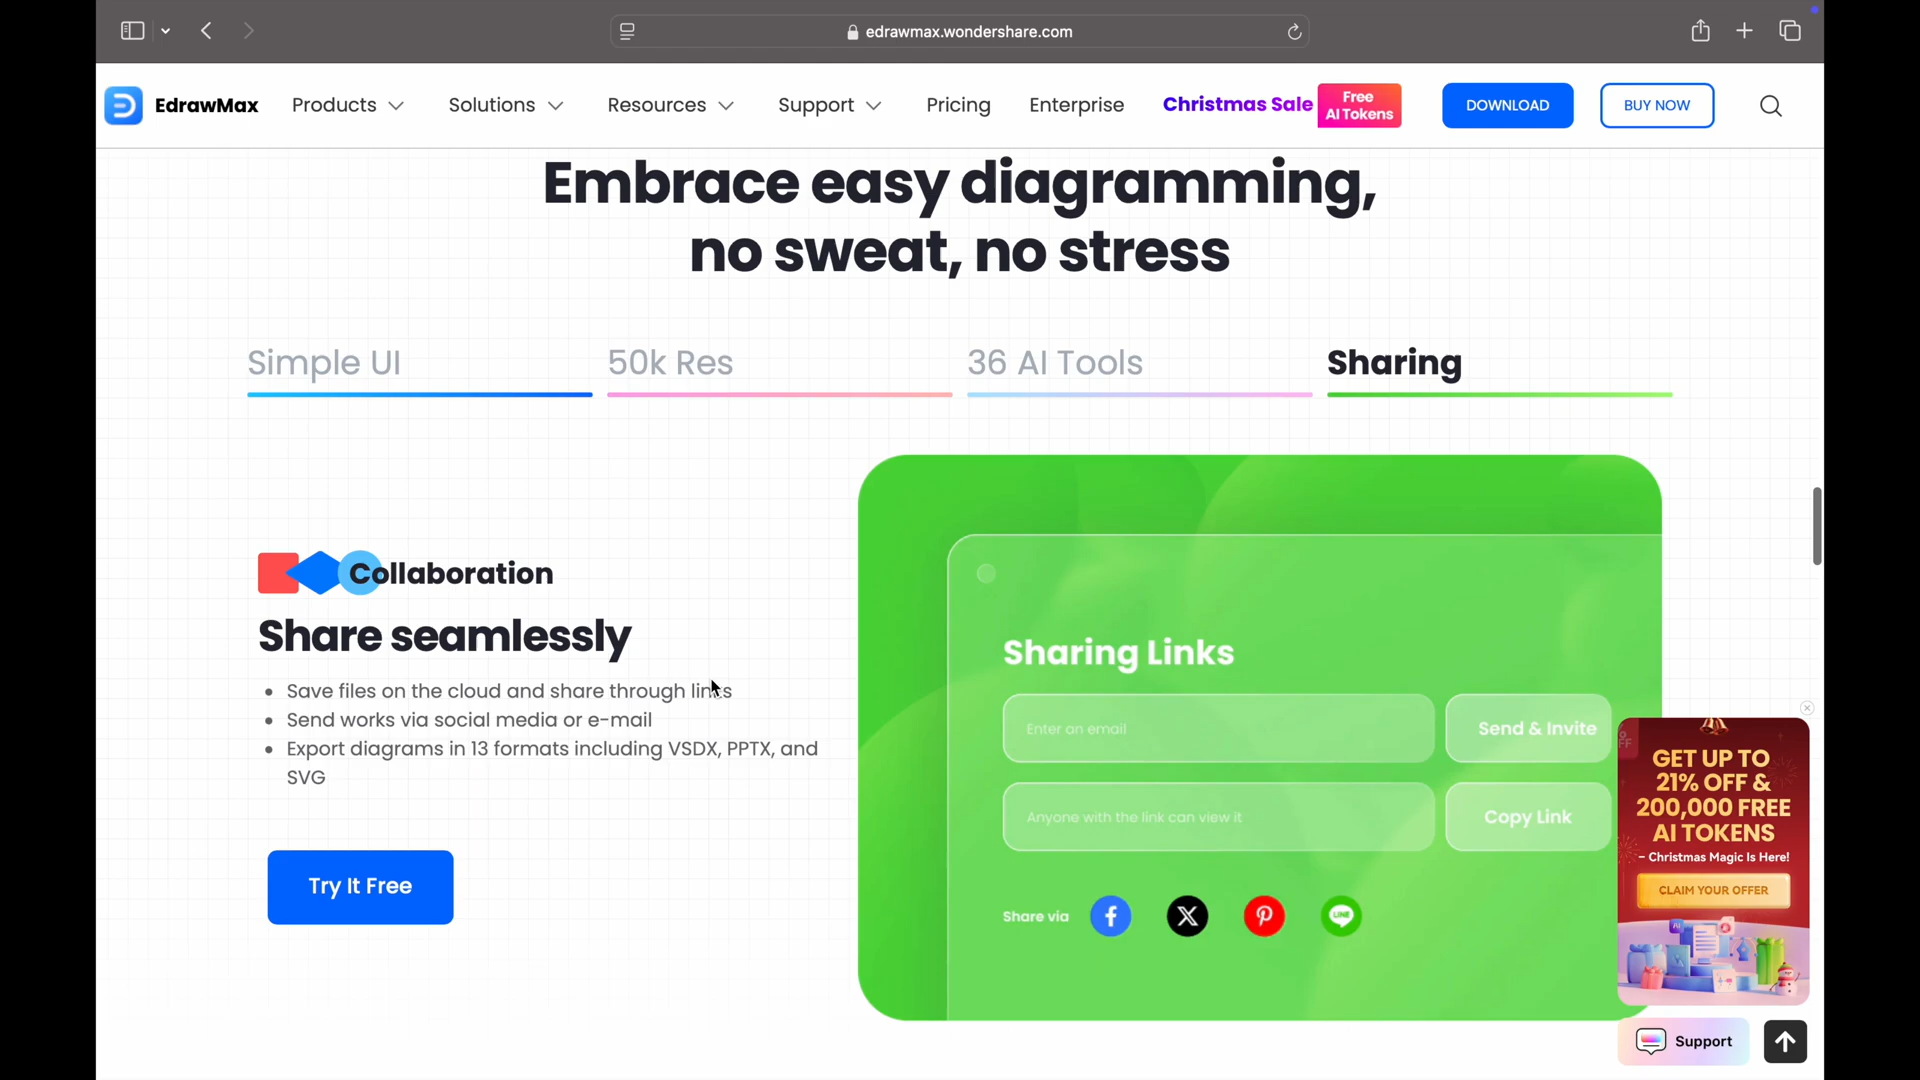 edrawmax.wondershare.com
EdrawMax Products Solutions Resources Support Pricing Enterprise Christmas Sale Free AI Tokens DOWNLOAD BUY NOW
Embrace easy diagramming,
no sweat, no stress
Simple UI 50k Res 36 AI Tools Sharing
Collaboration
Share seamlessly
Save files on the cloud and share through links
Send works via social media or e-mail
Export diagrams in 13 formats including VSDX, PPTX, and
SVG
Try It Free
Sharing Links
Enter an email Send & Invite
Anyone with the link can view it Copy Link
Share via
LINE
GET UP TO
21% OFF &
200,000 FREE
AI TOKENS
- Christmas Magic Is Here!
CLAIM YOUR OFFER
Support